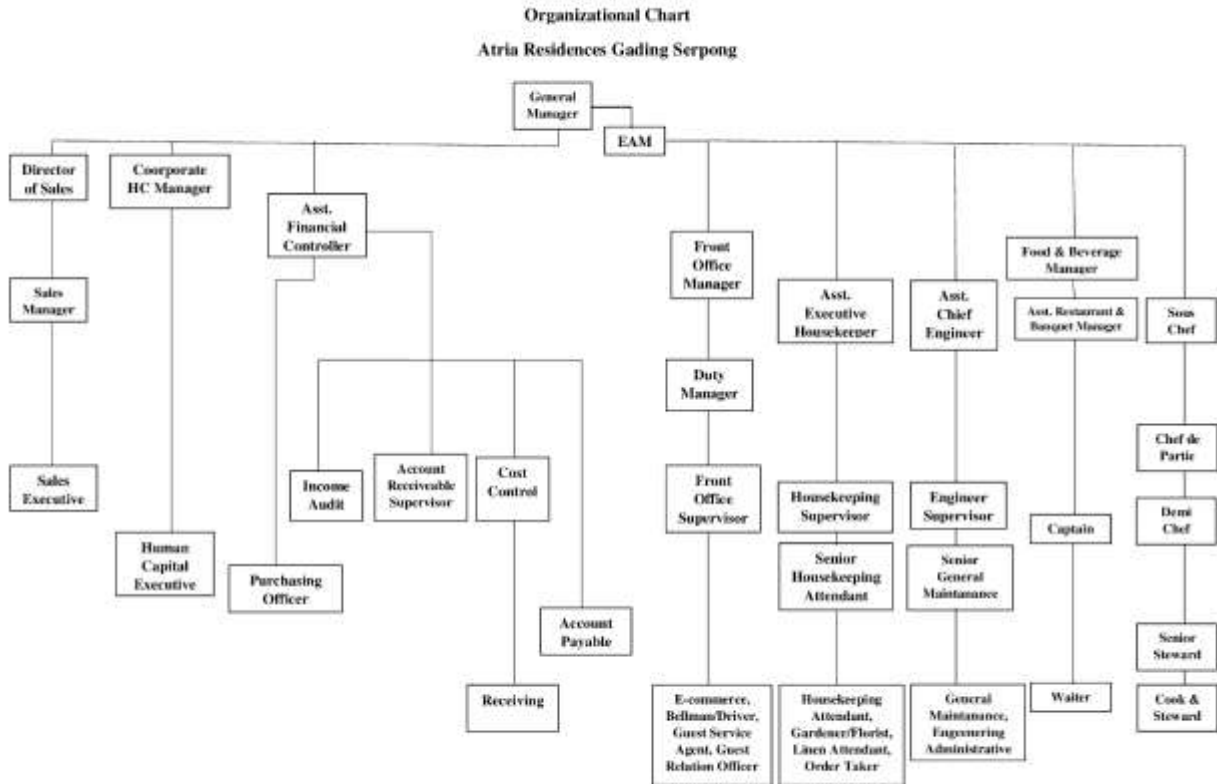 Organizational Chart
Atria Residences Gading Serpong
General
Manager
EAM
Director
of Sales
Coorporate
HC Manager
Asst.
Financial
Controller
Front
Office
Manager
Food & Beverage
Manager
Sales
Manager
Asst.
Executive
Housekeeper
Asst.
Chief
Engineer
Asst. Restaurant &
Banquet Manager
Sous
Chef
Duty
Manager
Chef de
Partie
Sales
Executive
Income
Audit
Account
Receiveable
Supervisor
Cost
Control
Front
Office
Supervisor
Housekeeping
Supervisor
Engineer
Supervisor
Captain
Demi
Chef
Human
Capital
Executive
Purchasing
Officer
Senior
Housekeeping
Attendant
Senior
General
Maintanance
Account
Payable
Senior
Steward
Receiving
E-commerce,
Bellman/Driver,
Guest Service
Agent, Guest
Relation Officer
Housekeeping
Attendant,
Gardener/Florist,
Linen Attendant,
Order Taker
General
Maintanance,
Engeenering
Administrative
Waiter
Cook &
Steward